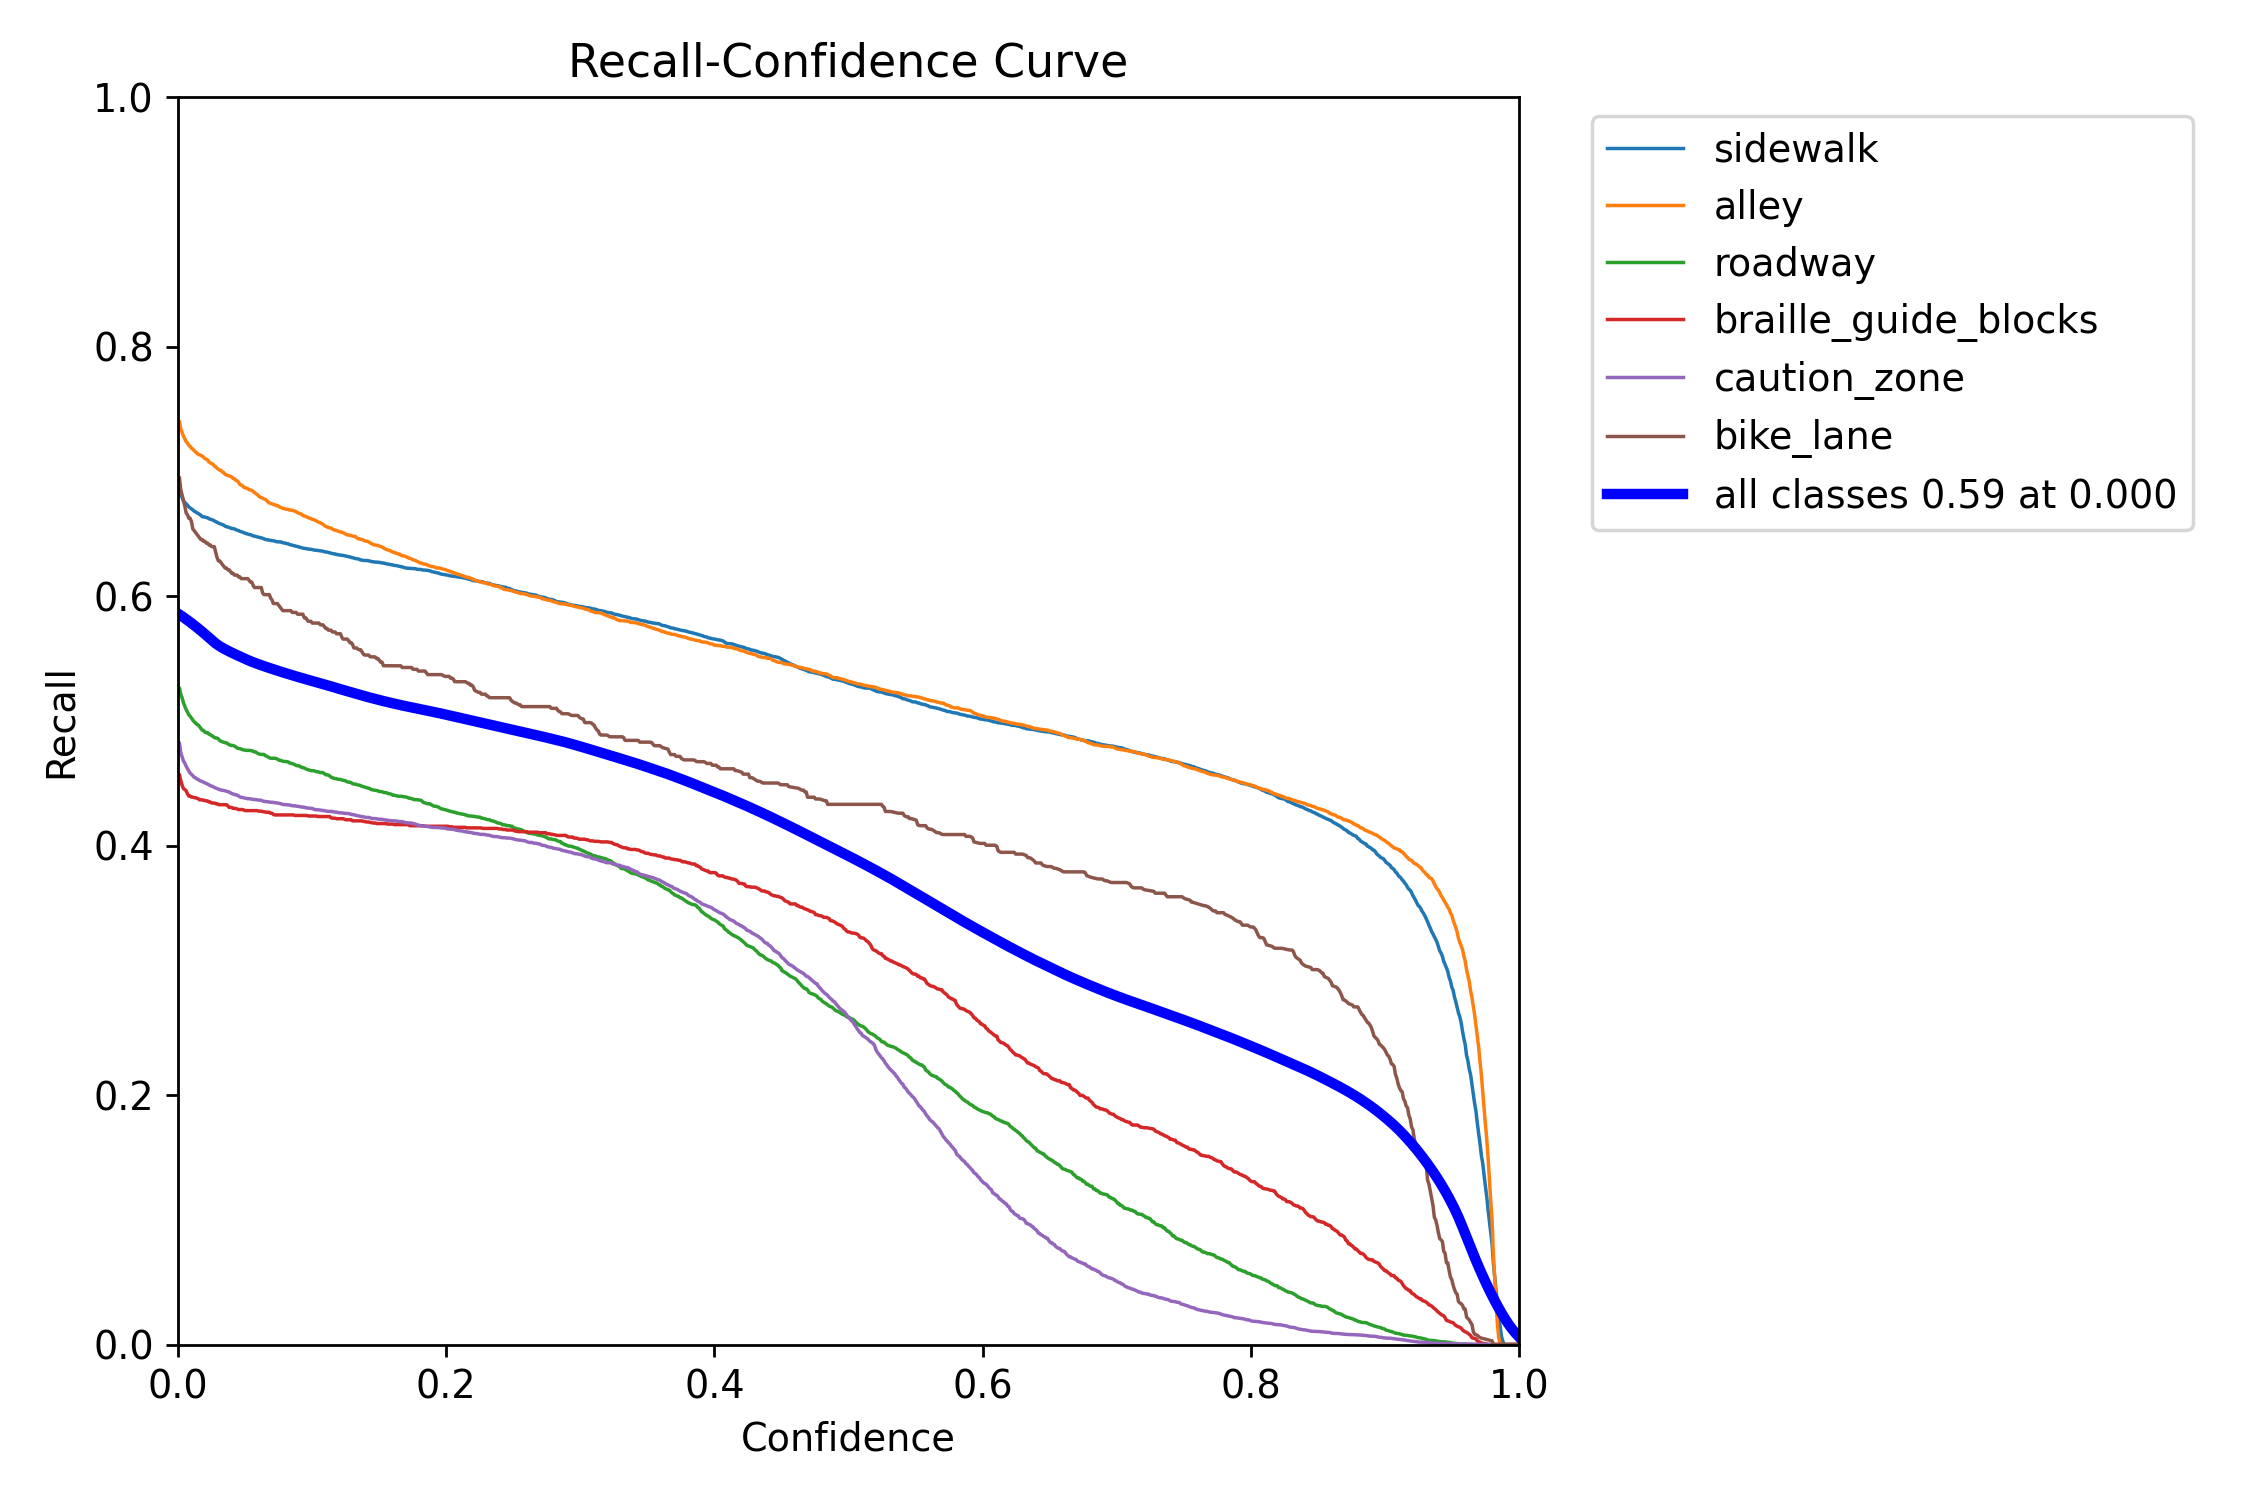 Recall-Confidence Curve
1.0
0.8
0.6
0.4
0.2
0.0
Recall
0.0 0.2 0.4 0.6 0.8 1.0
Confidence
sidewalk
alley
roadway
braille_guide_blocks
caution_zone
bike_lane
all classes 0.59 at 0.000